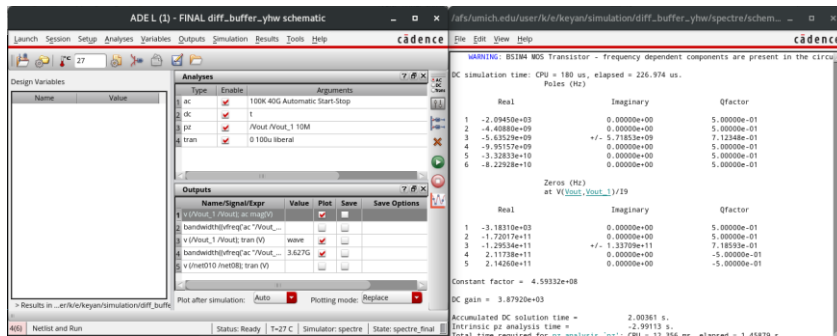 ADE L (1) - FINAL diff_buffer_yhw schematic
Launch Session Setup Analyses Variables Outputs Simulation Results Tools Help cādence
27
Design Variables
Name Value
> Results in ...er/k/e/keyan/simulation/diff_buffe
Analyses
Type Enable Arguments
1 ac 100K 40G Automatic Start-Stop
2 dc t
3 pz /Vout /Vout_1 10M
4 tran 0 100u liberal
Outputs
Name/Signal/Expr Value Plot Save Save Options
1 v (/Vout_1 /Vout); ac mag(V)
2 bandwidth((vfreq('ac "/Vout_...
3 v (/Vout_1 /Vout); tran (V) wave
4 bandwidth((vfreq('ac "/Vout_... 3.627G
5 v (/net010 /net08); tran (V)
Plot after simulation: Auto Plotting mode: Replace
4(6) Netlist and Run Status: Ready T=27 C Simulator: spectre State: spectre_final
/afs/umich.edu/user/k/e/keyan/simulation/diff_buffer_yhw/spectre/schem...
File Edit View Help cādence
WARNING: BSIM4 MOS Transistor - frequency dependent components are present in the circu
DC simulation time: CPU = 180 us, elapsed = 226.974 us.
Poles (Hz)
Real Imaginary Qfactor
1 -2.09450e+03 0.00000e+00 5.00000e-01
2 -4.40880e+09 0.00000e+00 5.00000e-01
3 -5.63529e+09 +/- 5.71853e+09 7.12348e-01
4 -9.95157e+09 0.00000e+00 5.00000e-01
5 -3.32833e+10 0.00000e+00 5.00000e-01
6 -8.22928e+10 0.00000e+00 5.00000e-01
Zeros (Hz)
at V(Vout,Vout_1)/I9
Real Imaginary Qfactor
1 -3.18310e+03 0.00000e+00 5.00000e-01
2 -1.72017e+11 0.00000e+00 5.00000e-01
3 -1.29534e+11 +/- 1.33709e+11 7.18593e-01
4 2.11738e+11 0.00000e+00 -5.00000e-01
5 2.14260e+11 0.00000e+00 -5.00000e-01
Constant factor = 4.59332e+08
DC gain = 3.87920e+03
Accumulated DC solution time = 2.00361 s.
Intrinsic pz analysis time = -2.99113 s.
Total time required for pz analysis `pz': CPU = 12.356 ms, elapsed = 1.45879 s.